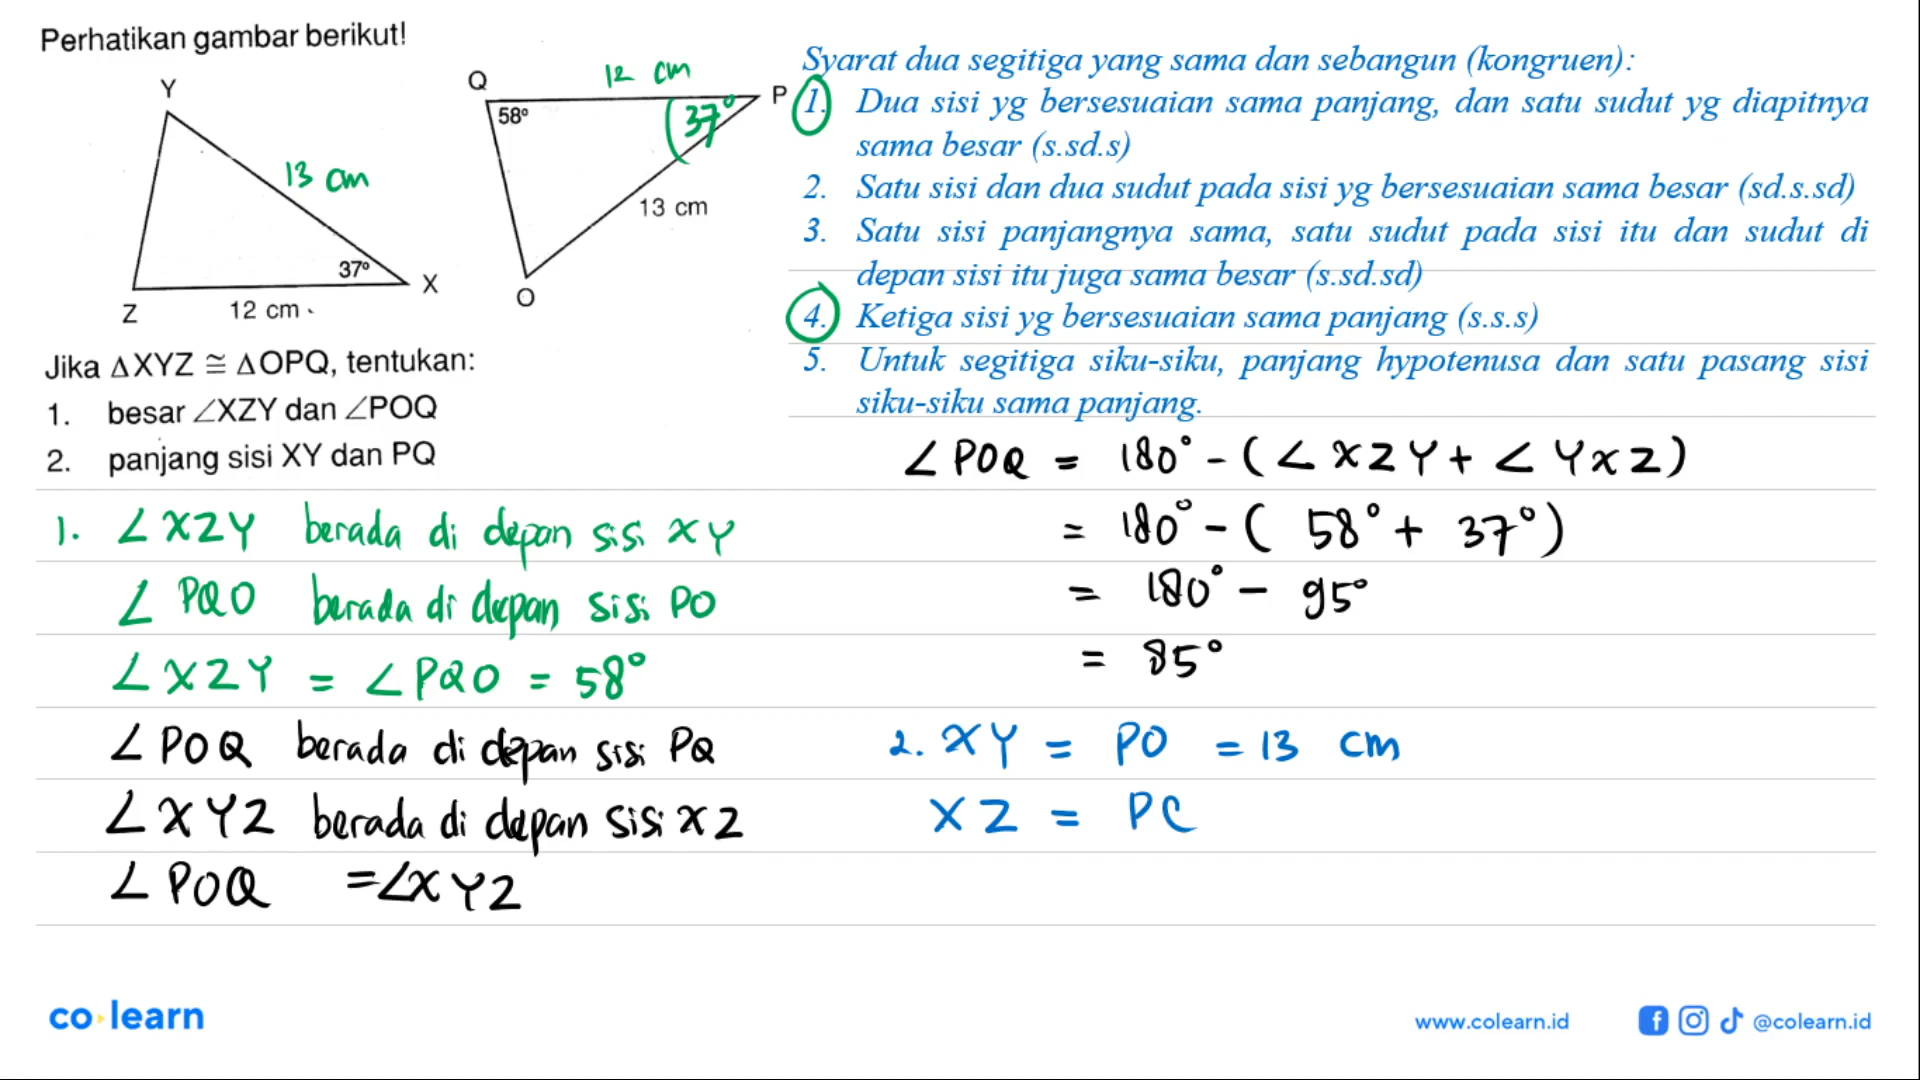 Perhatikan gambar berikut!
Y
13 cm
37°
X
Z
12 cm
Q
12 cm
P
58°
37°
13 cm
O
Jika △XYZ ≅ △OPQ, tentukan:
1. besar ∠XZY dan ∠POQ
2. panjang sisi XY dan PQ
Syarat dua segitiga yang sama dan sebangun (kongruen):
1. Dua sisi yg bersesuaian sama panjang, dan satu sudut yg diapitnya
sama besar (s.sd.s)
2. Satu sisi dan dua sudut pada sisi yg bersesuaian sama besar (sd.s.sd)
3. Satu sisi panjangnya sama, satu sudut pada sisi itu dan sudut di
depan sisi itu juga sama besar (s.sd.sd)
4. Ketiga sisi yg bersesuaian sama panjang (s.s.s)
5. Untuk segitiga siku-siku, panjang hypotenusa dan satu pasang sisi
siku-siku sama panjang.
1. ∠XZY berada di depan sisi XY
∠PQO berada di depan sisi PO
∠XZY = ∠PQO = 58°
∠POQ berada di depan sisi PQ
∠XYZ berada di depan sisi XZ
∠POQ = ∠XYZ
∠POQ = 180° - (∠XZY + ∠YXZ)
= 180° - (58° + 37°)
= 180° - 95°
= 85°
2. XY = PO = 13 cm
XZ = PC
co learn
www.colearn.id
@colearn.id